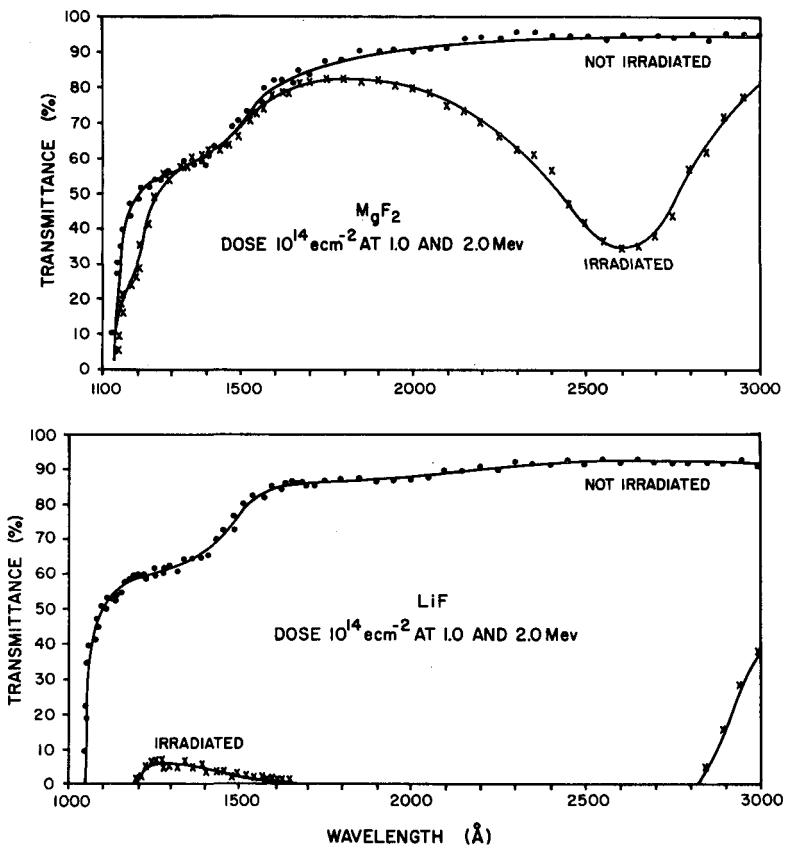 TRANSMITTANCE (%)
100
90
80
70
60
50
40
30
20
10
0
NOT IRRADIATED
MgF2
DOSE 10^14 ecm^-2 AT 1.0 AND 2.0 Mev
IRRADIATED
1100
1500
2000
2500
3000
TRANSMITTANCE (%)
100
90
80
70
60
50
40
30
20
10
0
NOT IRRADIATED
LiF
DOSE 10^14 ecm^-2 AT 1.0 AND 2.0 Mev
IRRADIATED
1000
1500
2000
2500
3000
WAVELENGTH (Å)